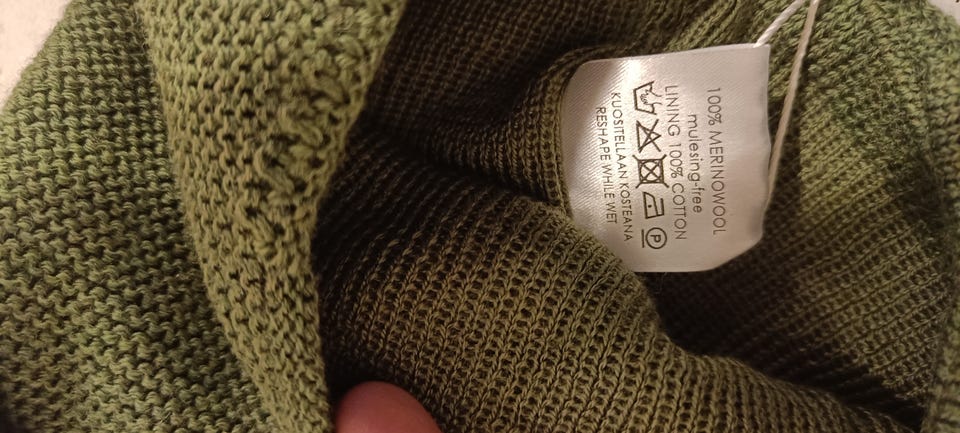 100% MERINOWOOL
mulesing-free
LINING 100% COTTON
P
KUOSITELLAAN KOSTEANA
RESHAPE WHILE WET